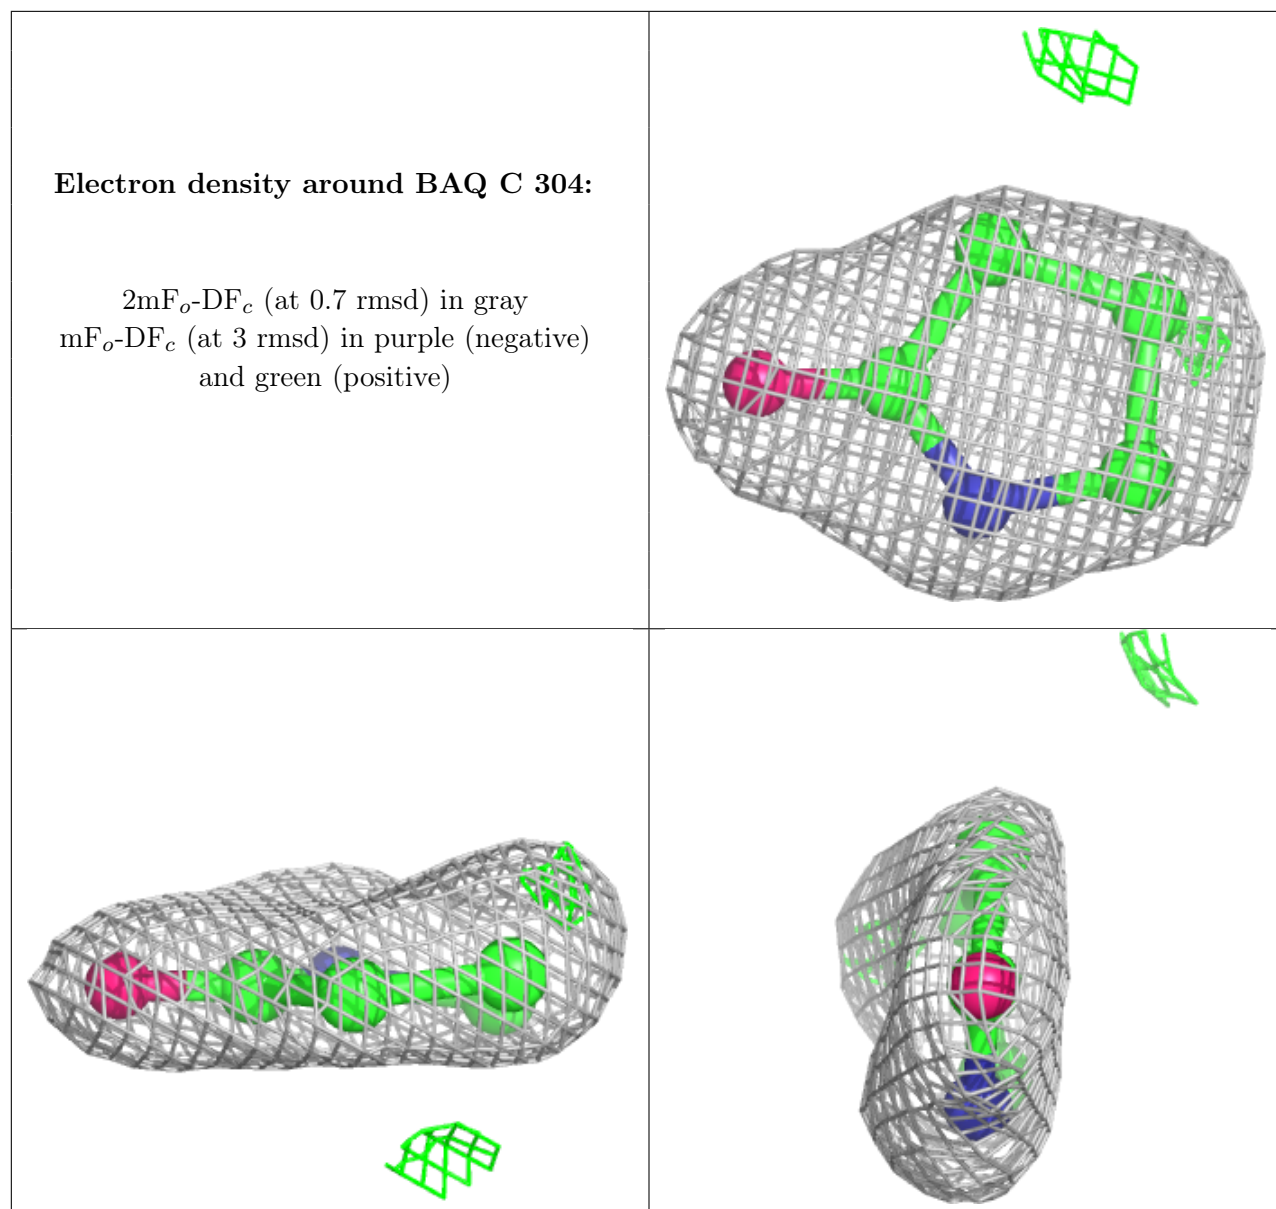 Electron density around BAQ C 304:
2mFo-DFc (at 0.7 rmsd) in gray
mFo-DFc (at 3 rmsd) in purple (negative)
and green (positive)